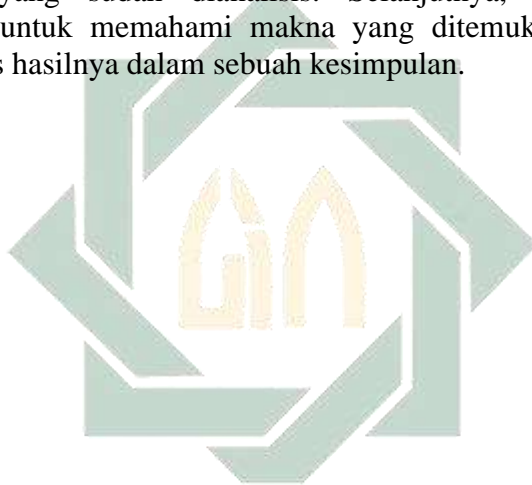 yang sudah dianalisis. Selanjutnya,
untuk memahami makna yang ditemuk
s hasilnya dalam sebuah kesimpulan.